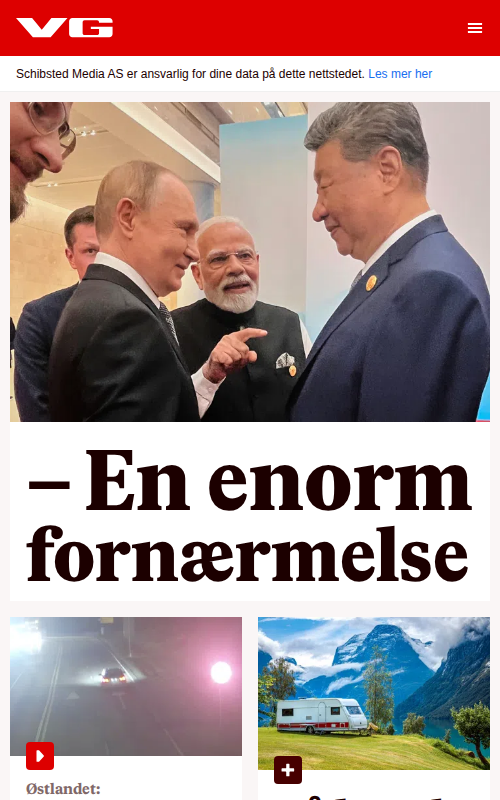 VG
Schibsted Media AS er ansvarlig for dine data på dette nettstedet. Les mer her
– En enorm
fornærmelse
Østlandet: